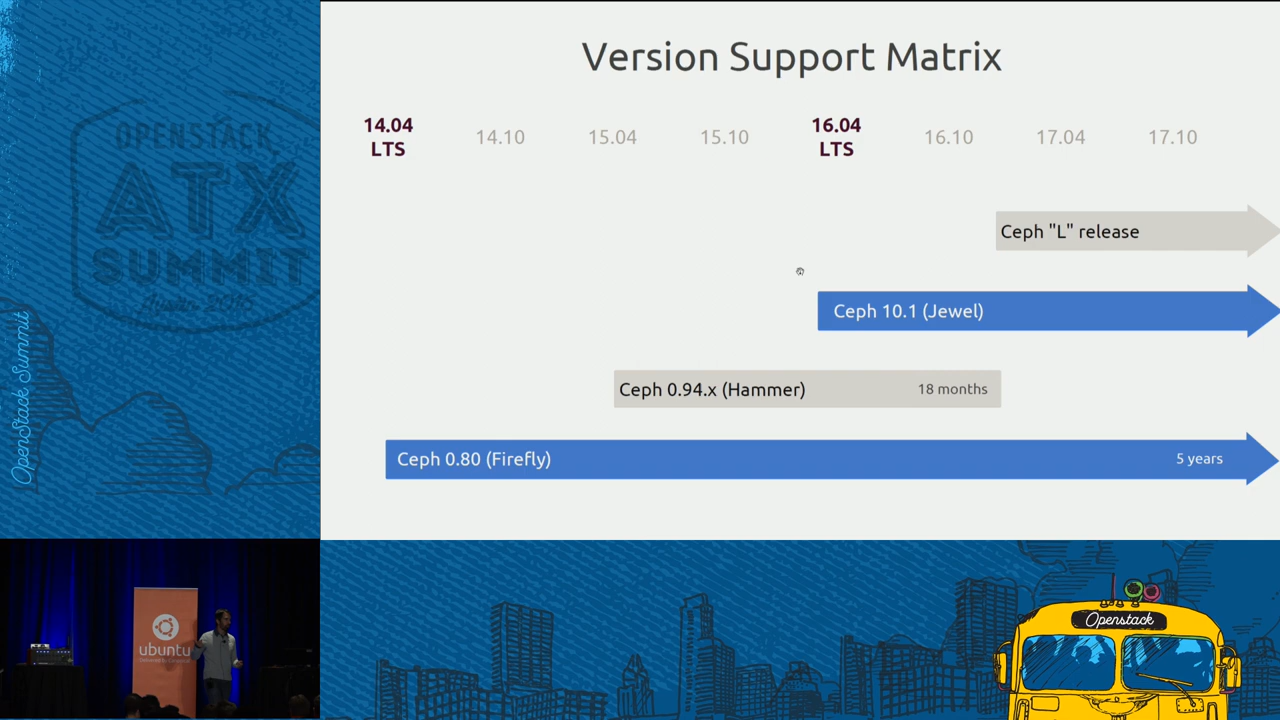 Version Support Matrix
14.04
LTS
14.10
15.04
15.10
16.04
LTS
16.10
17.04
17.10
Ceph "L" release
Ceph 10.1 (Jewel)
Ceph 0.94.x (Hammer)
18 months
Ceph 0.80 (Firefly)
5 years
OPENSTACK
ATX
SUMMIT
Austin 2016
OpenStack Summit
ubuntu
Openstack